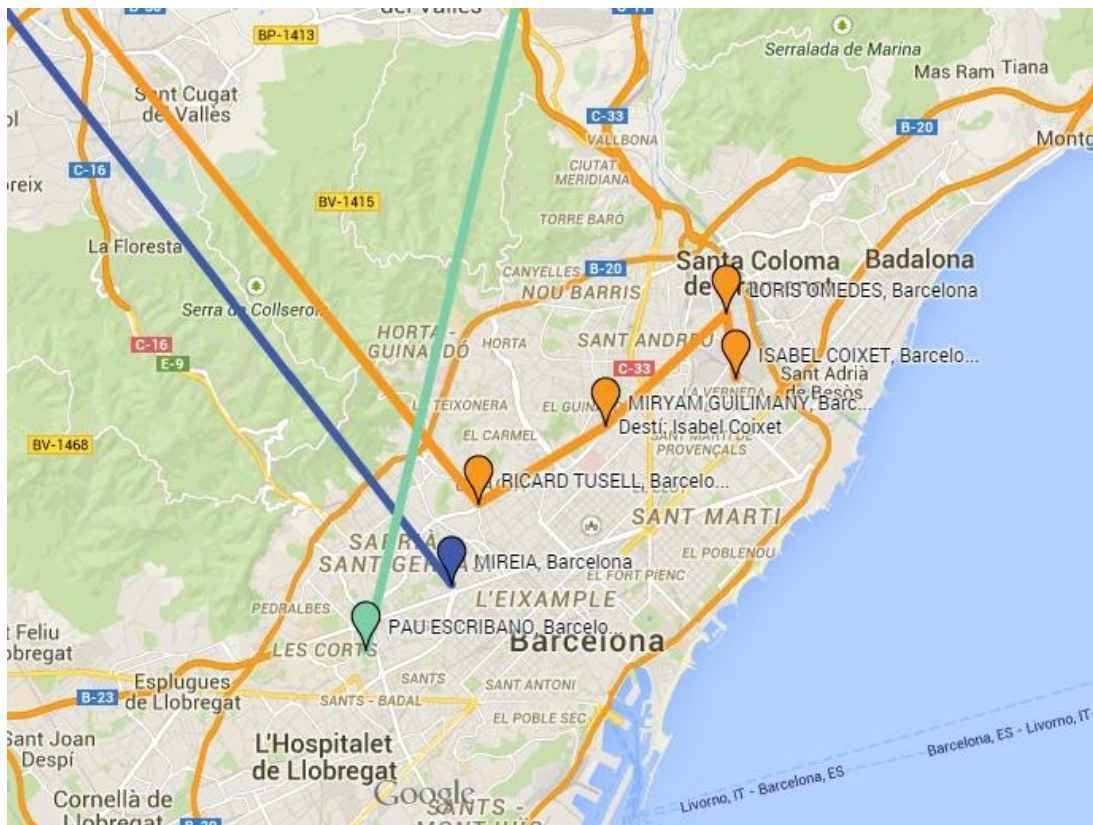 del Vallès
BP-1413
C-33
B-20
Serralada de Marina
Mas Ram
Tiana
Sant Cugat
del Vallès
VALLBONA
CIUTAT
MERIDIANA
C-16
BV-1415
TORRE BARÓ
La Floresta
CANYELLES
B-20
NOU BARRIS
Santa Coloma
Badalona
LORIS OMEDES, Barcelona
Serra de Collserola
HORTA -
GUINARDÓ
HORTA
SANT ANDREU
C-16
E-9
C-33
ISABEL COIXET, Barcelo...
Sant Adrià
de Besòs
LA VERNEDA
MIRYAM GUILIMANY, Barc...
Destí; Isabel Coixet
EL CARMEL
SANT MARTÍ DE
PROVENÇALS
BV-1468
RICARD TUSELL, Barcelo...
SANT MARTI
SARRIÀ
MIREIA, Barcelona
EL POBLENOU
EL FORT PIENC
PEDRALBES
L'EIXAMPLE
PAU ESCRIBANO, Barcelo...
Barcelona
LES CORTS
SANTS
SANT ANTONI
Esplugues
de Llobregat
B-23
SANTS - BADAL
EL POBLE SEC
Sant Joan
Despí
L'Hospitalet
de Llobregat
Barcelona, ES - Livorno, IT-
Livorno, IT - Barcelona, ES
Google
Cornellà de
Llobregat
SANTS -
B-20